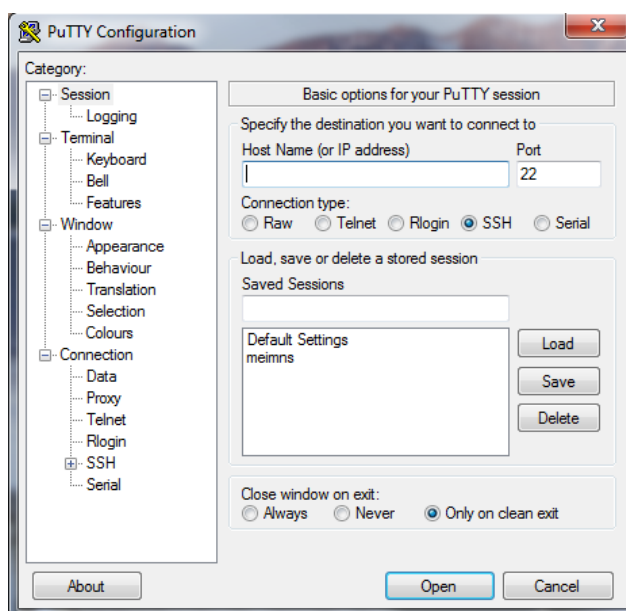 PuTTY Configuration
Category:
Session
Logging
Terminal
Keyboard
Bell
Features
Window
Appearance
Behaviour
Translation
Selection
Colours
Connection
Data
Proxy
Telnet
Rlogin
SSH
Serial
Basic options for your PuTTY session
Specify the destination you want to connect to
Host Name (or IP address) Port
22
Connection type:
Raw Telnet Rlogin SSH Serial
Load, save or delete a stored session
Saved Sessions
Default Settings
meimns
Load
Save
Delete
Close window on exit:
Always Never Only on clean exit
About Open Cancel